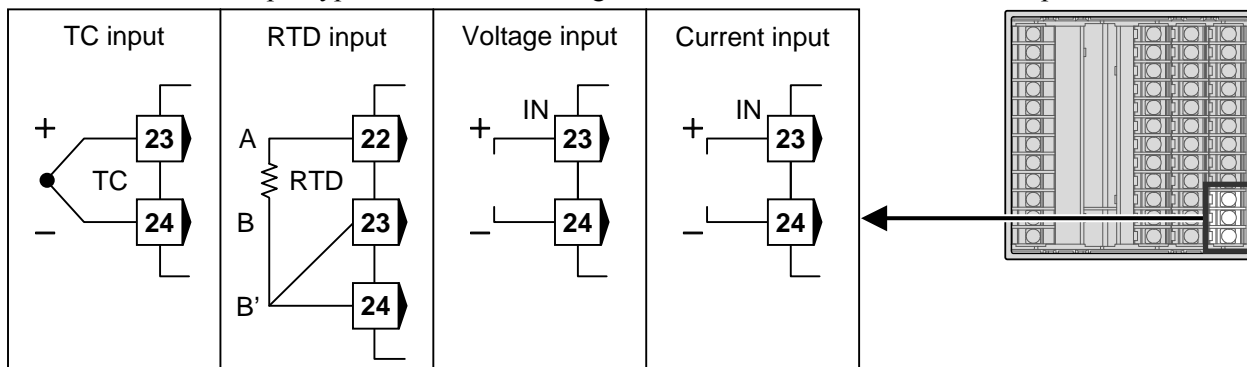 TC input
+
TC
−
23
24
RTD input
A
RTD
B
B'
22
23
24
Voltage input
IN
+
−
23
24
Current input
IN
+
−
23
24